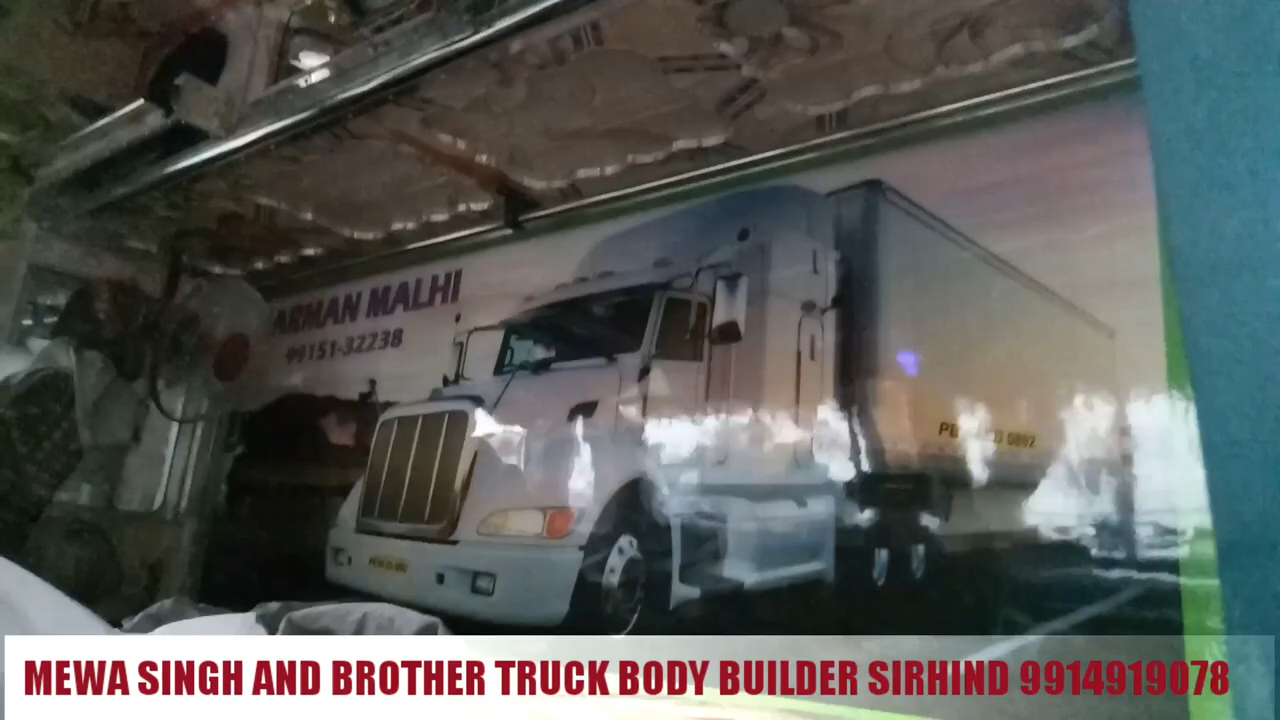 ARMAN MALHI
99151-32238
MEWA SINGH AND BROTHER TRUCK BODY BUILDER SIRHIND 9914919078